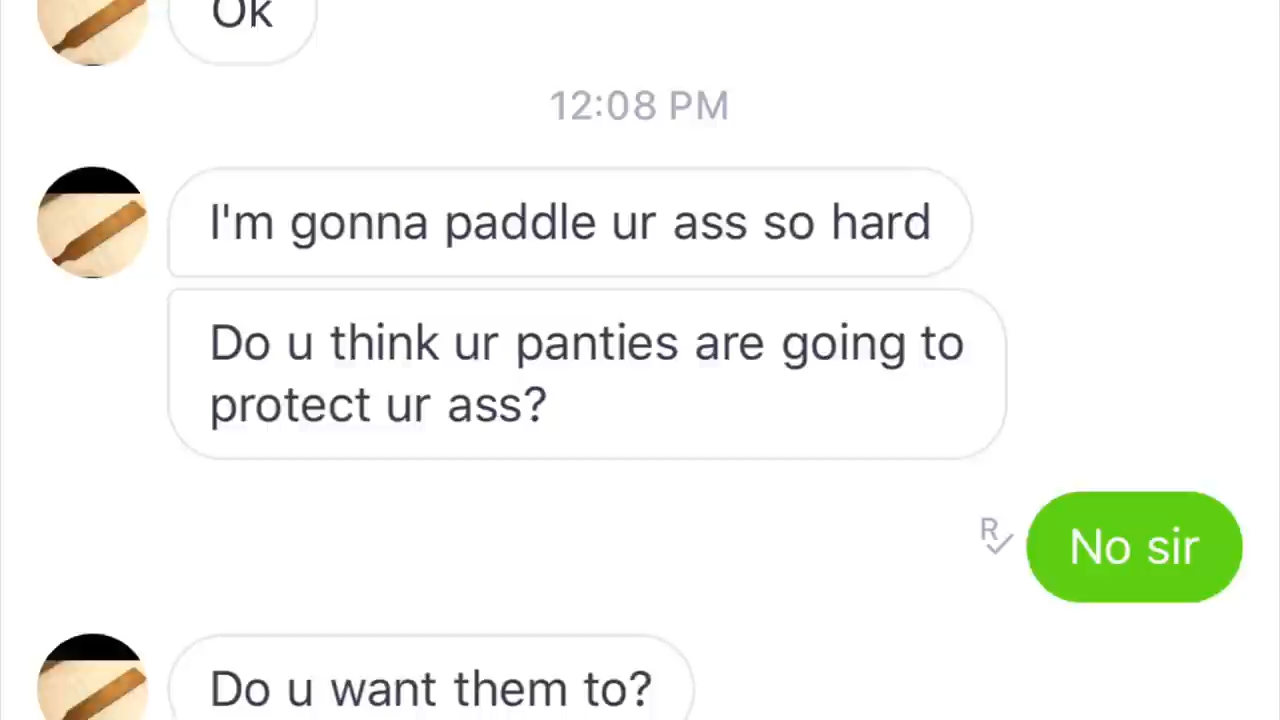 Ok
12:08 PM
I'm gonna paddle ur ass so hard
Do u think ur panties are going to
protect ur ass?
R
No sir
Do u want them to?